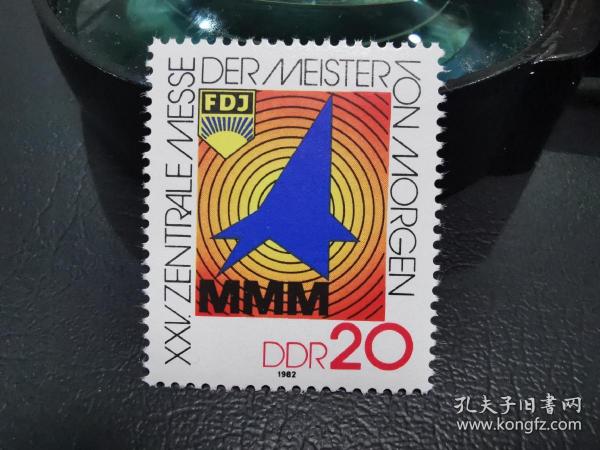 XXV. ZENTRALE MESSE DER MEISTER VON MORGEN
FDJ
MMM
DDR 20
1982
孔夫子旧书网
www.kongfz.com